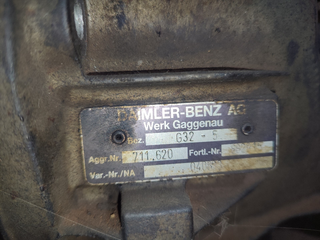 DAIMLER-BENZ AG
Werk Gaggenau
Bez. G32 - 5
Aggr.Nr. 711.620 Fortl.-Nr.
Var.-Nr./NA